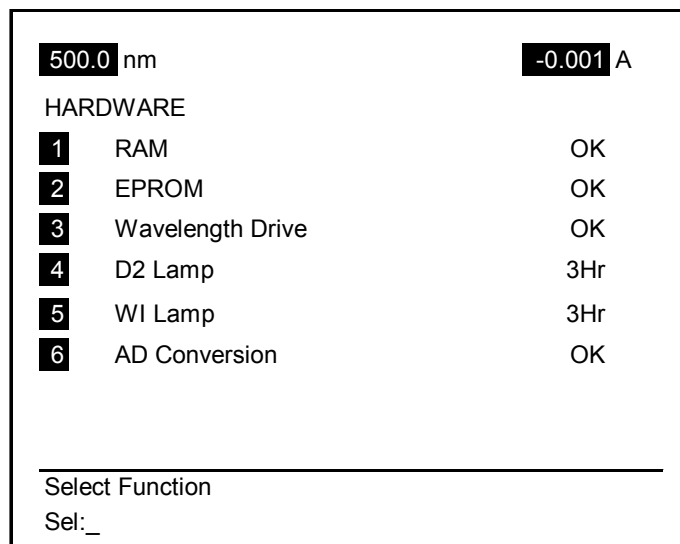 500.0 nm -0.001 A
HARDWARE
1 RAM OK
2 EPROM OK
3 Wavelength Drive OK
4 D2 Lamp 3Hr
5 WI Lamp 3Hr
6 AD Conversion OK
Select Function
Sel:_